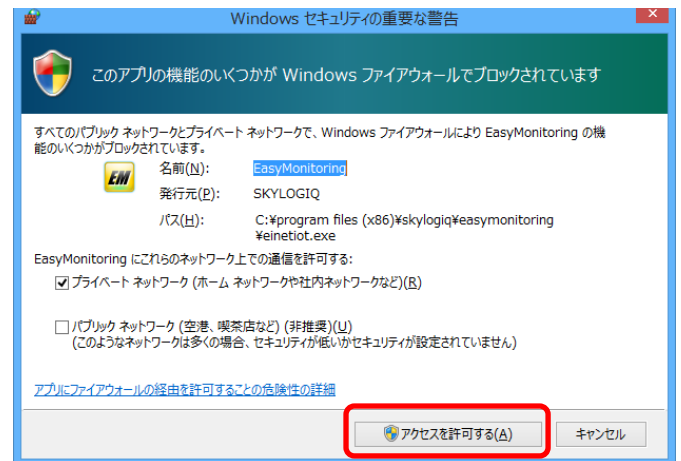 Windows セキュリティの重要な警告
このアプリの機能のいくつかが Windows ファイアウォールでブロックされています
すべてのパブリック ネットワークとプライベート ネットワークで、Windows ファイアウォールにより EasyMonitoring の機
能のいくつかがブロックされています。
EM
名前(N): EasyMonitoring
発行元(P): SKYLOGIQ
パス(H): C:¥program files (x86)¥skylogiq¥easymonitoring
¥einetiot.exe
EasyMonitoring にこれらのネットワーク上での通信を許可する:
プライベート ネットワーク (ホーム ネットワークや社内ネットワークなど)(R)
パブリック ネットワーク (空港、喫茶店など) (非推奨)(U)
(このようなネットワークは多くの場合、セキュリティが低いかセキュリティが設定されていません)
アプリにファイアウォールの経由を許可することの危険性の詳細
アクセスを許可する(A) キャンセル